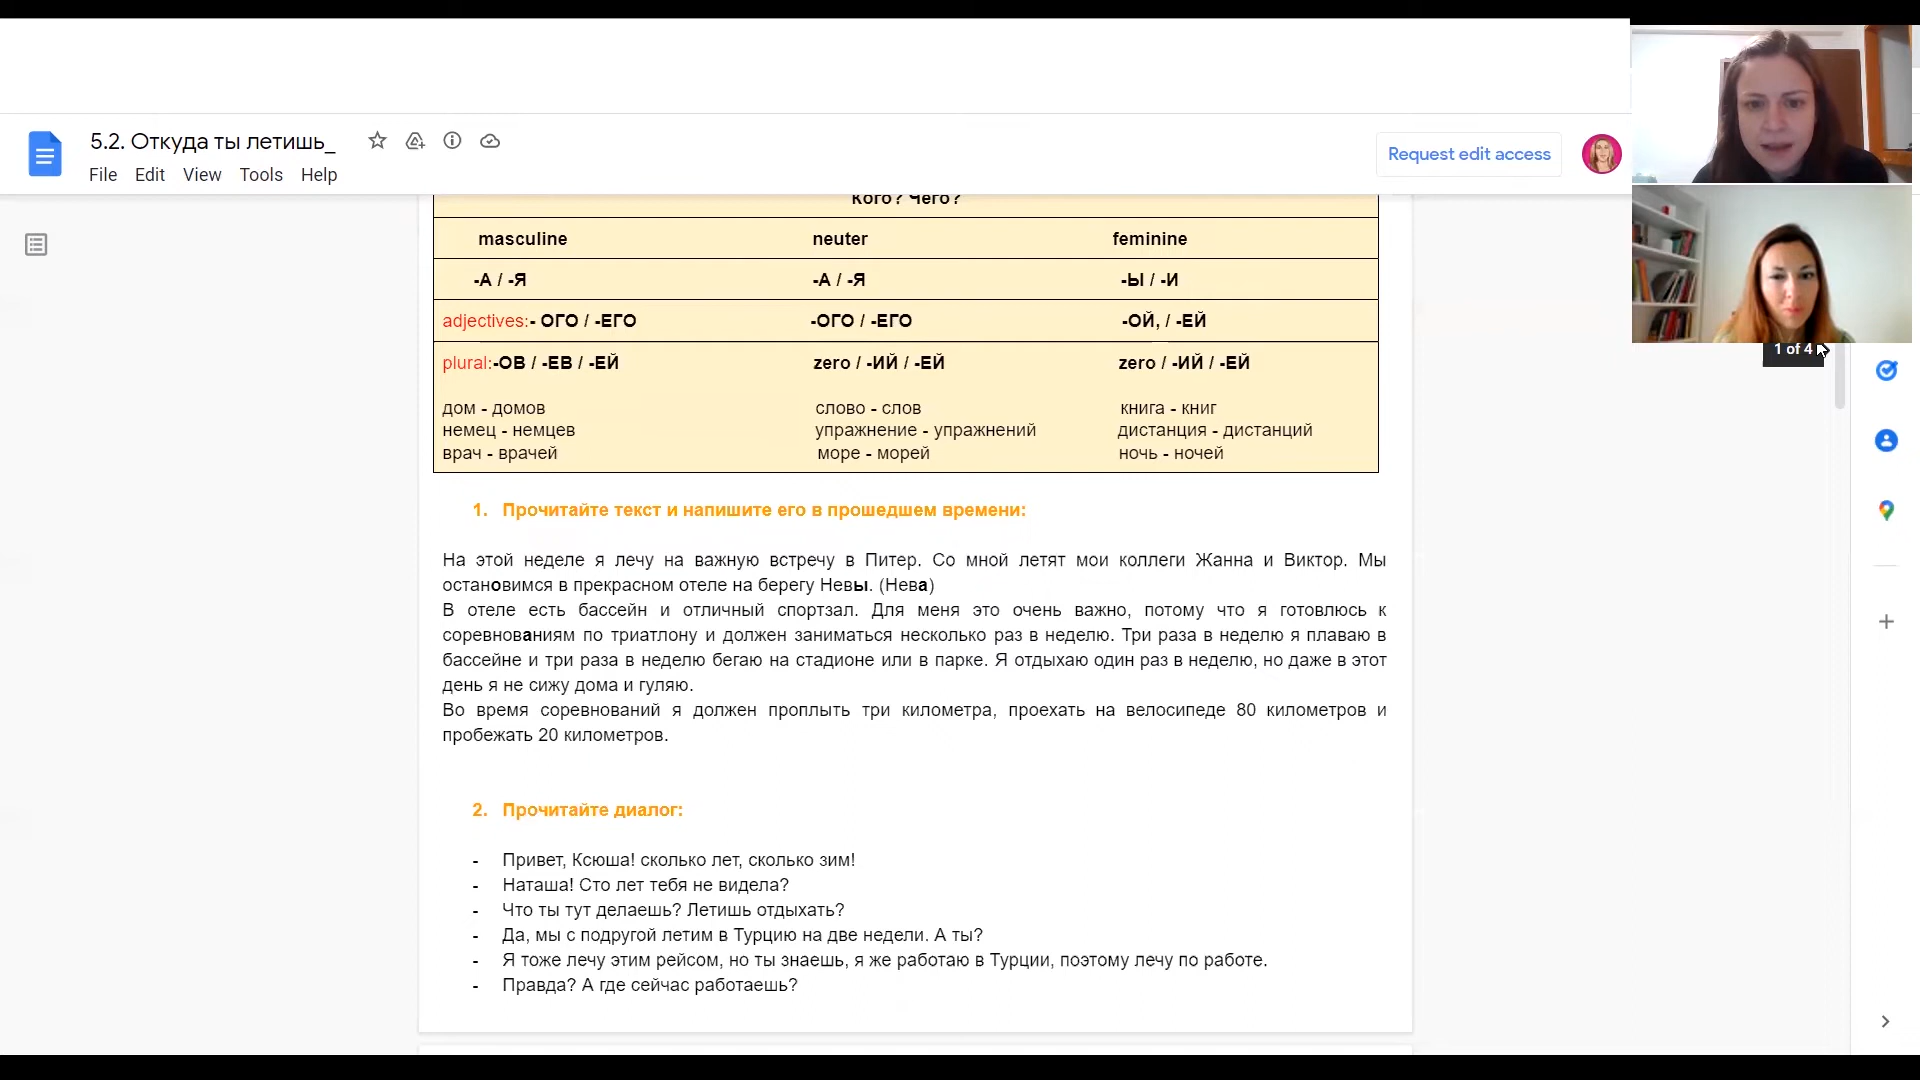 5.2. Откуда ты летишь_
File Edit View Tools Help
Request edit access
Кого? Чего?
masculine neuter feminine
-А / -Я -А / -Я -Ы / -И
adjectives:- ОГО / -ЕГО -ОГО / -ЕГО -ОЙ, / -ЕЙ
plural:-ОВ / -ЕВ / -ЕЙ zero / -ИЙ / -ЕЙ zero / -ИЙ / -ЕЙ
дом - домов слово - слов книга - книг
немец - немцев упражнение - упражнений дистанция - дистанций
врач - врачей море - морей ночь - ночей
1 of 4
1. Прочитайте текст и напишите его в прошедшем времени:
На этой неделе я лечу на важную встречу в Питер. Со мной летят мои коллеги Жанна и Виктор. Мы
остановимся в прекрасном отеле на берегу Невы. (Нева)
В отеле есть бассейн и отличный спортзал. Для меня это очень важно, потому что я готовлюсь к
соревнованиям по триатлону и должен заниматься несколько раз в неделю. Три раза в неделю я плаваю в
бассейне и три раза в неделю бегаю на стадионе или в парке. Я отдыхаю один раз в неделю, но даже в этот
день я не сижу дома и гуляю.
Во время соревнований я должен проплыть три километра, проехать на велосипеде 80 километров и
пробежать 20 километров.
2. Прочитайте диалог:
- Привет, Ксюша! сколько лет, сколько зим!
- Наташа! Сто лет тебя не видела?
- Что ты тут делаешь? Летишь отдыхать?
- Да, мы с подругой летим в Турцию на две недели. А ты?
- Я тоже лечу этим рейсом, но ты знаешь, я же работаю в Турции, поэтому лечу по работе.
- Правда? А где сейчас работаешь?